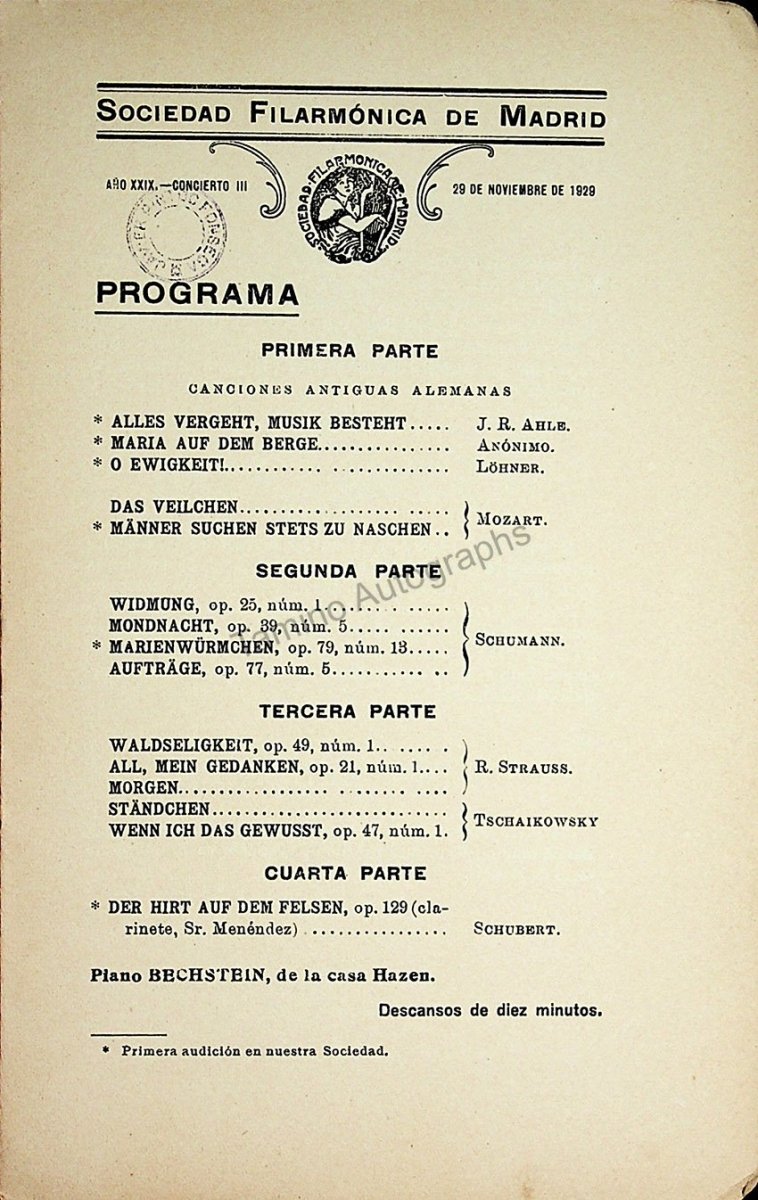 SOCIEDAD FILARMÓNICA DE MADRID
AÑO XXIX.—CONCIERTO III
SOCIEDAD·FILARMONICA·DE·MADRID
29 DE NOVIEMBRE DE 1929
PROGRAMA
PRIMERA PARTE
CANCIONES ANTIGUAS ALEMANAS
* ALLES VERGEHT, MUSIK BESTEHT..... J. R. AHLE.
* MARIA AUF DEM BERGE............... ANÓNIMO.
* O EWIGKEIT!............ ............. LÖHNER.
DAS VEILCHEN.................. .....
* MÄNNER SUCHEN STETS ZU NASCHEN.. MOZART.
SEGUNDA PARTE
WIDMUNG, op. 25, núm. 1.......... .....
MONDNACHT, op. 39, núm. 5..... ......
* MARIENWÜRMCHEN, op. 79, núm. 13..... SCHUMANN.
AUFTRÄGE, op. 77, núm. 5........... ..
Tamino Autographs
TERCERA PARTE
WALDSELIGKEIT, op. 49, núm. 1.. ..... .
ALL, MEIN GEDANKEN, op. 21, núm. 1.... R. STRAUSS.
MORGEN.................. ........ ....
STÄNDCHEN...........................
WENN ICH DAS GEWUSST, op. 47, núm. 1. TSCHAIKOWSKY
CUARTA PARTE
* DER HIRT AUF DEM FELSEN, op. 129 (cla-
rinete, Sr. Menéndez) ................ SCHUBERT.
Piano BECHSTEIN, de la casa Hazen.
Descansos de diez minutos.
* Primera audición en nuestra Sociedad.